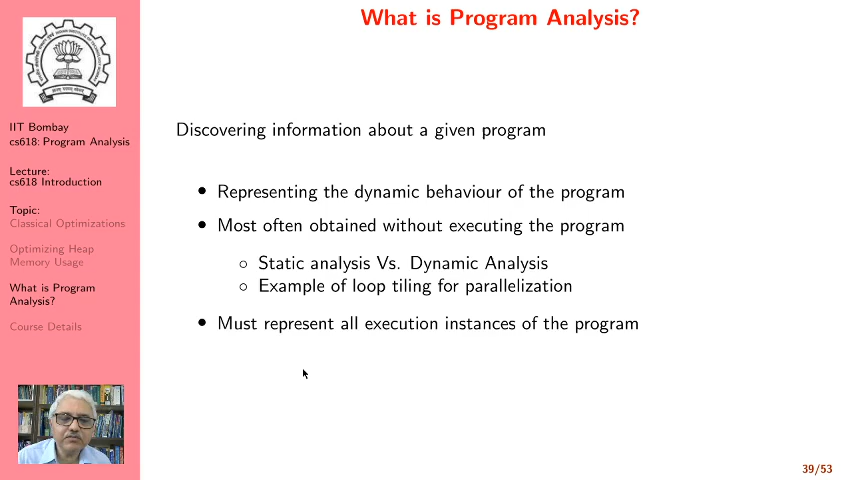 What is Program Analysis?
IIT Bombay
cs618: Program Analysis
Lecture:
cs618 Introduction
Topic:
Classical Optimizations
Optimizing Heap
Memory Usage
What is Program
Analysis?
Course Details
Discovering information about a given program
• Representing the dynamic behaviour of the program
• Most often obtained without executing the program
○ Static analysis Vs. Dynamic Analysis
○ Example of loop tiling for parallelization
• Must represent all execution instances of the program
39/53